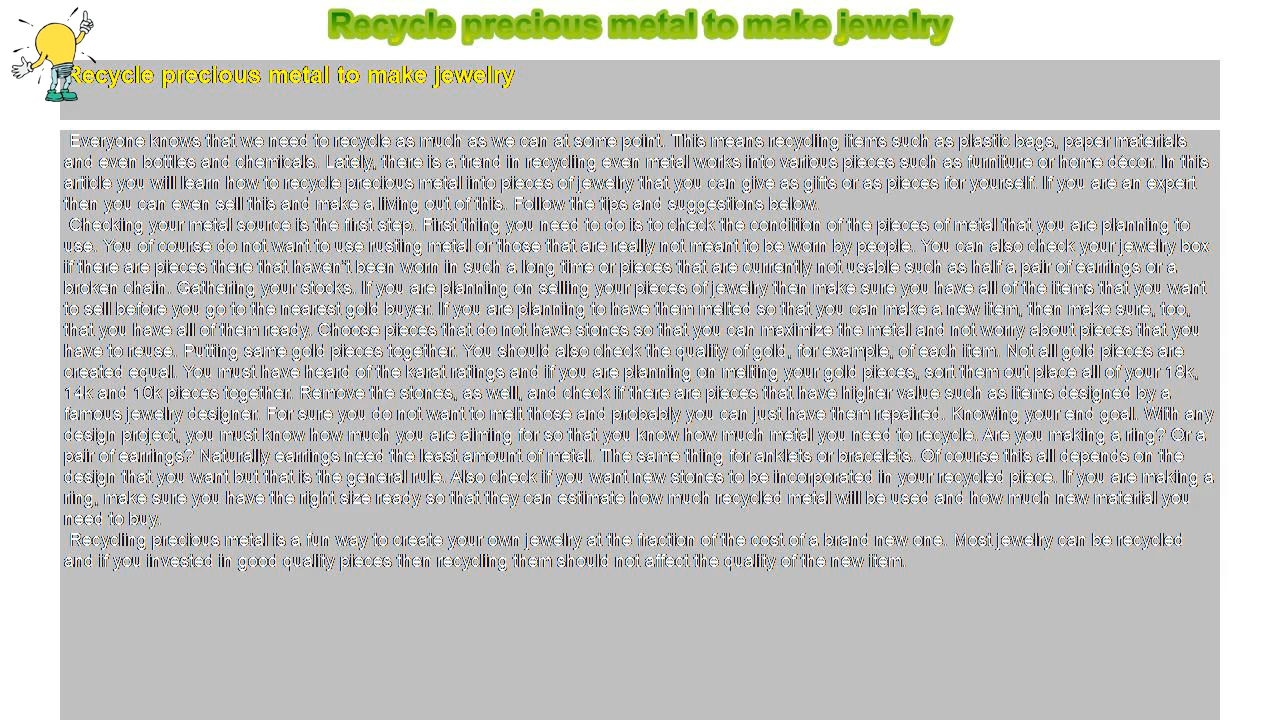 Recycle precious metal to make jewelry
Recycle precious metal to make jewelry
Everyone knows that we need to recycle as much as we can at some point. This means recycling items such as plastic bags, paper materials
and even bottles and chemicals. Lately, there is a trend in recycling even metal works into various pieces such as furniture or home décor. In this
article you will learn how to recycle precious metal into pieces of jewelry that you can give as gifts or as pieces for yourself. If you are an expert
then you can even sell this and make a living out of this. Follow the tips and suggestions below.
Checking your metal source is the first step. First thing you need to do is to check the condition of the pieces of metal that you are planning to
use. You of course do not want to use rusting metal or those that are really not meant to be worn by people. You can also check your jewelry box
if there are pieces there that haven't been worn in such a long time or pieces that are currently not usable such as half a pair of earrings or a
broken chain. Gathering your stocks. If you are planning on selling your pieces of jewelry then make sure you have all of the items that you want
to sell before you go to the nearest gold buyer. If you are planning to have them melted so that you can make a new item, then make sure, too,
that you have all of them ready. Choose pieces that do not have stones so that you can maximize the metal and not worry about pieces that you
have to reuse. Putting same gold pieces together. You should also check the quality of gold, for example, of each item. Not all gold pieces are
created equal. You must have heard of the karat ratings and if you are planning on melting your gold pieces, sort them out place all of your 18k,
14k and 10k pieces together. Remove the stones, as well, and check if there are pieces that have higher value such as items designed by a
famous jewelry designer. For sure you do not want to melt those and probably you can just have them repaired. Knowing your end goal. With any
design project, you must know how much you are aiming for so that you know how much metal you need to recycle. Are you making a ring? Or a
pair of earrings? Naturally earrings need the least amount of metal. The same thing for anklets or bracelets. Of course this all depends on the
design that you want but that is the general rule. Also check if you want new stones to be incorporated in your recycled piece. If you are making a
ring, make sure you have the right size ready so that they can estimate how much recycled metal will be used and how much new material you
need to buy.
Recycling precious metal is a fun way to create your own jewelry at the fraction of the cost of a brand new one. Most jewelry can be recycled
and if you invested in good quality pieces then recycling them should not affect the quality of the new item.